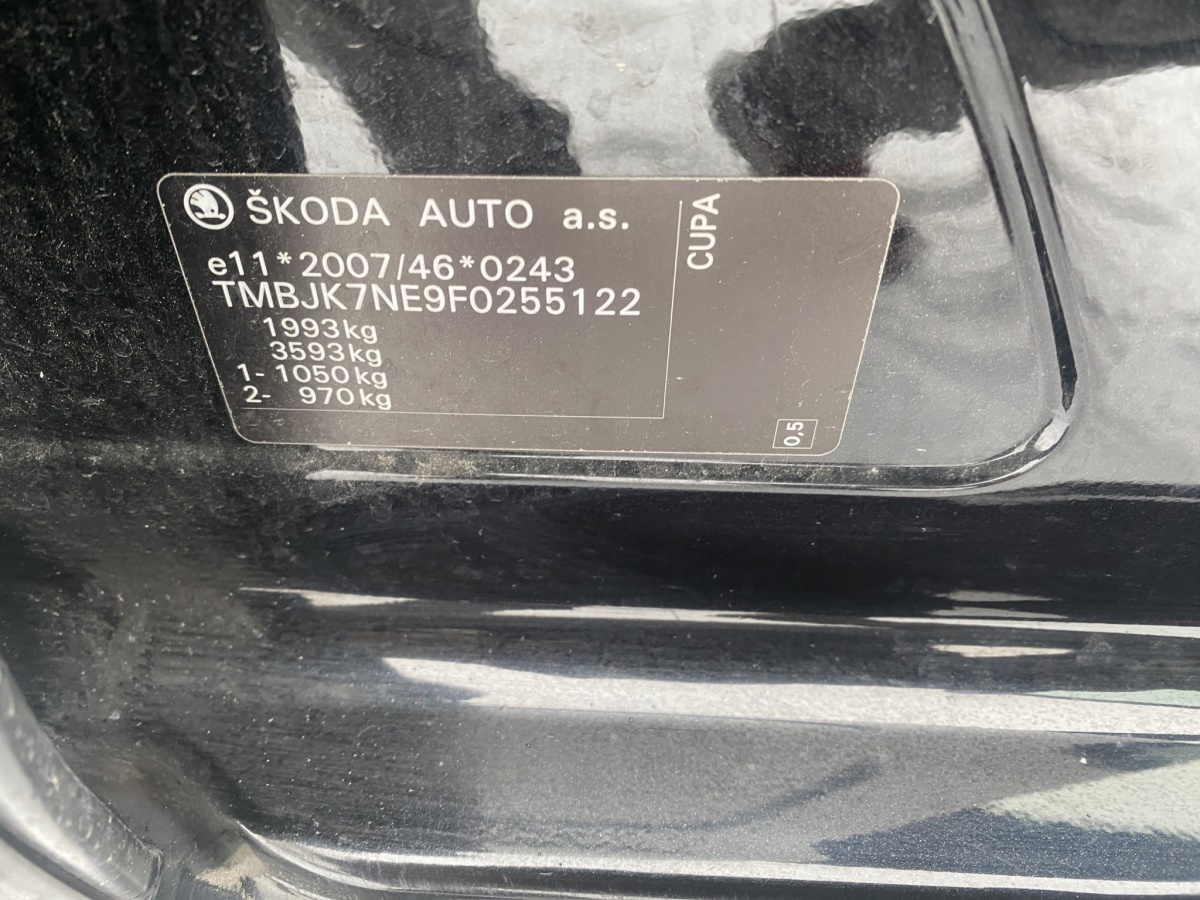 ŠKODA AUTO a.s.
e11*2007/46*0243
TMBJK7NE9F0255122
1993kg
3593kg
1- 1050kg
2- 970kg
CUPA
0,5